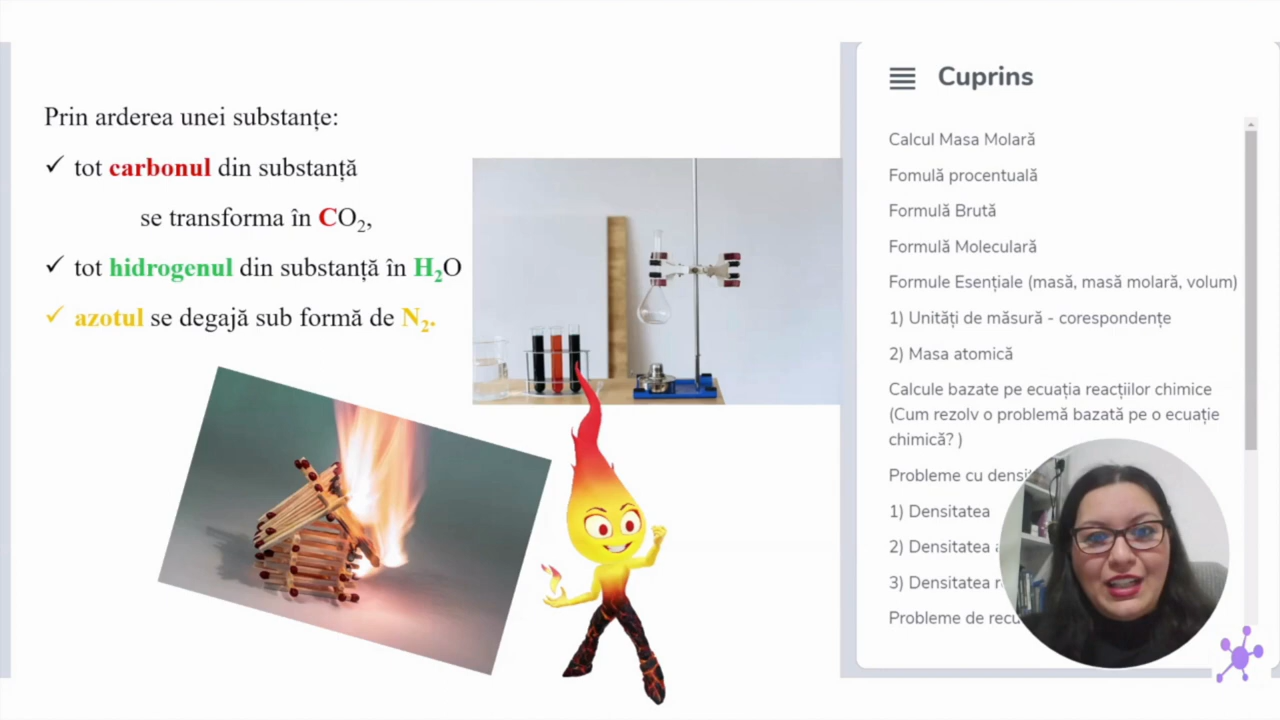 Prin arderea unei substanțe:
✓ tot carbonul din substanță
se transforma în CO₂,
✓ tot hidrogenul din substanță în H₂O
✓ azotul se degajă sub formă de N₂.
Cuprins
Calcul Masa Molară
Fomulă procentuală
Formulă Brută
Formulă Moleculară
Formule Esențiale (masă, masă molară, volum)
1) Unități de măsură - corespondențe
2) Masa atomică
Calcule bazate pe ecuația reacțiilor chimice
(Cum rezolv o problemă bazată pe o ecuație
chimică? )
Probleme cu
1) Densitatea
2) Densitatea
3) Densitatea
Probleme de